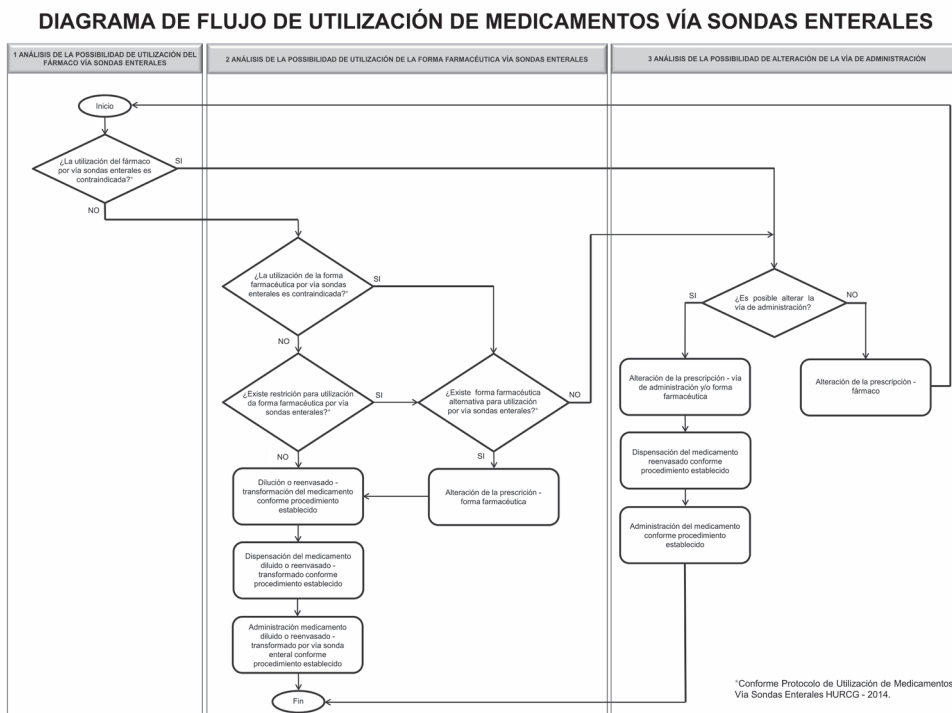 DIAGRAMA DE FLUJO DE UTILIZACIÓN DE MEDICAMENTOS VÍA SONDAS ENTERALES
1 ANÁLISIS DE LA POSSIBILIDAD DE UTILIZACIÓN DEL
FÁRMACO VÍA SONDAS ENTERALES
2 ANÁLISIS DE LA POSSIBILIDAD DE UTILIZACIÓN DE LA FORMA FARMACÉUTICA VÍA SONDAS ENTERALES
3 ANÁLISIS DE LA POSSIBILIDAD DE ALTERACIÓN DE LA VÍA DE ADMINISTRACIÓN
Inicio
¿La utilización del fármaco
por vía sondas enterales es
contraindicada?°
SI
NO
¿La utilización de la forma
farmacéutica por vía sondas
enterales es contraindicada?°
SI
NO
¿Existe restrición para utilización
da forma farmacéutica por vía
sondas enterales?°
SI
NO
¿Existe forma farmacéutica
alternativa para utilización
por vía sondas enterales?°
NO
SI
Dilución o reenvasado -
transformación del medicamento
conforme procedimiento
establecido
Alteración de la prescrición -
forma farmacéutica
Dispensación del medicamento
diluido o reenvasado -
transformado conforme
procedimiento establecido
Administración medicamento
diluido o reenvasado -
transformado por vía sonda
enteral conforme
procedimiento establecido
Fin
¿Es posible alterar la
vía de administración?
SI
NO
Alteración de la prescripción - vía
de administración y/o forma
farmacéutica
Alteración de la prescripción -
fármaco
Dispensación del medicamento
reenvasado conforme
procedimiento establecido
Administración del medicamento
conforme procedimiento
establecido
°Conforme Protocolo de Utilización de Medicamentos
Vía Sondas Enterales HURCG - 2014.